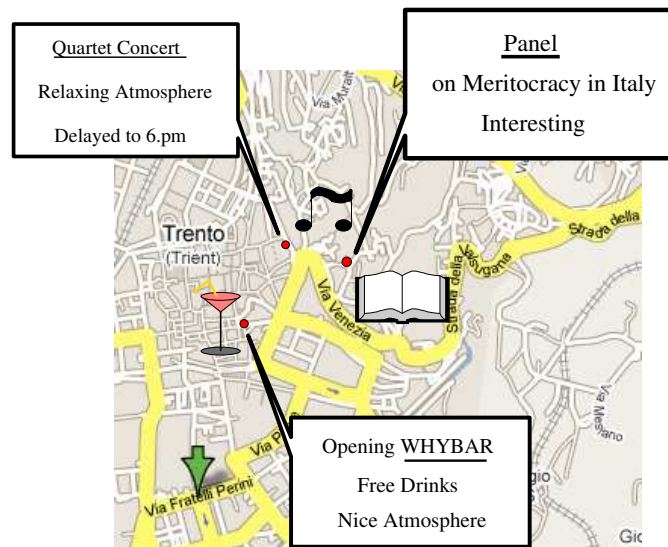 Quartet Concert
Relaxing Atmosphere
Delayed to 6.pm
Panel
on Meritocracy in Italy
Interesting
Via Muratt
Trento
(Trient)
Strada della
Valsugana
Strada della
Via Venezia
Via Mesiano
Opening WHYBAR
Free Drinks
Nice Atmosphere
Via P
Via Fratelli Perini
gio
Gio